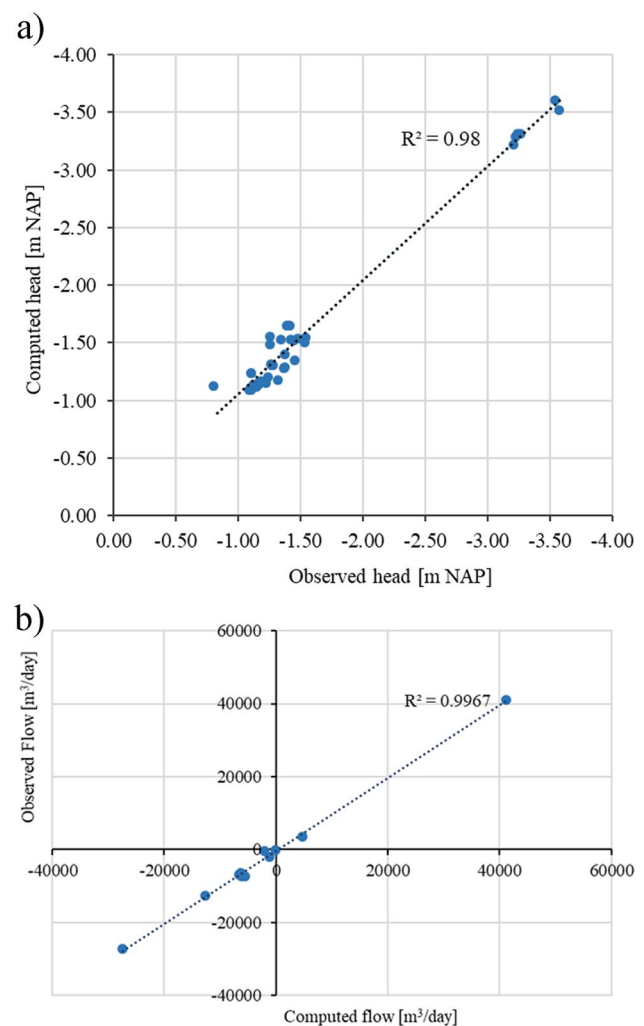 a)
-4.00
-3.50
-3.00
-2.50
-2.00
-1.50
-1.00
-0.50
0.00
Computed head [m NAP]
R² = 0.98
0.00 -0.50 -1.00 -1.50 -2.00 -2.50 -3.00 -3.50 -4.00
Observed head [m NAP]
b)
60000
40000
20000
0
-20000
-40000
Observed Flow [m³/day]
R² = 0.9967
-40000 -20000 0 20000 40000 60000
Computed flow [m³/day]